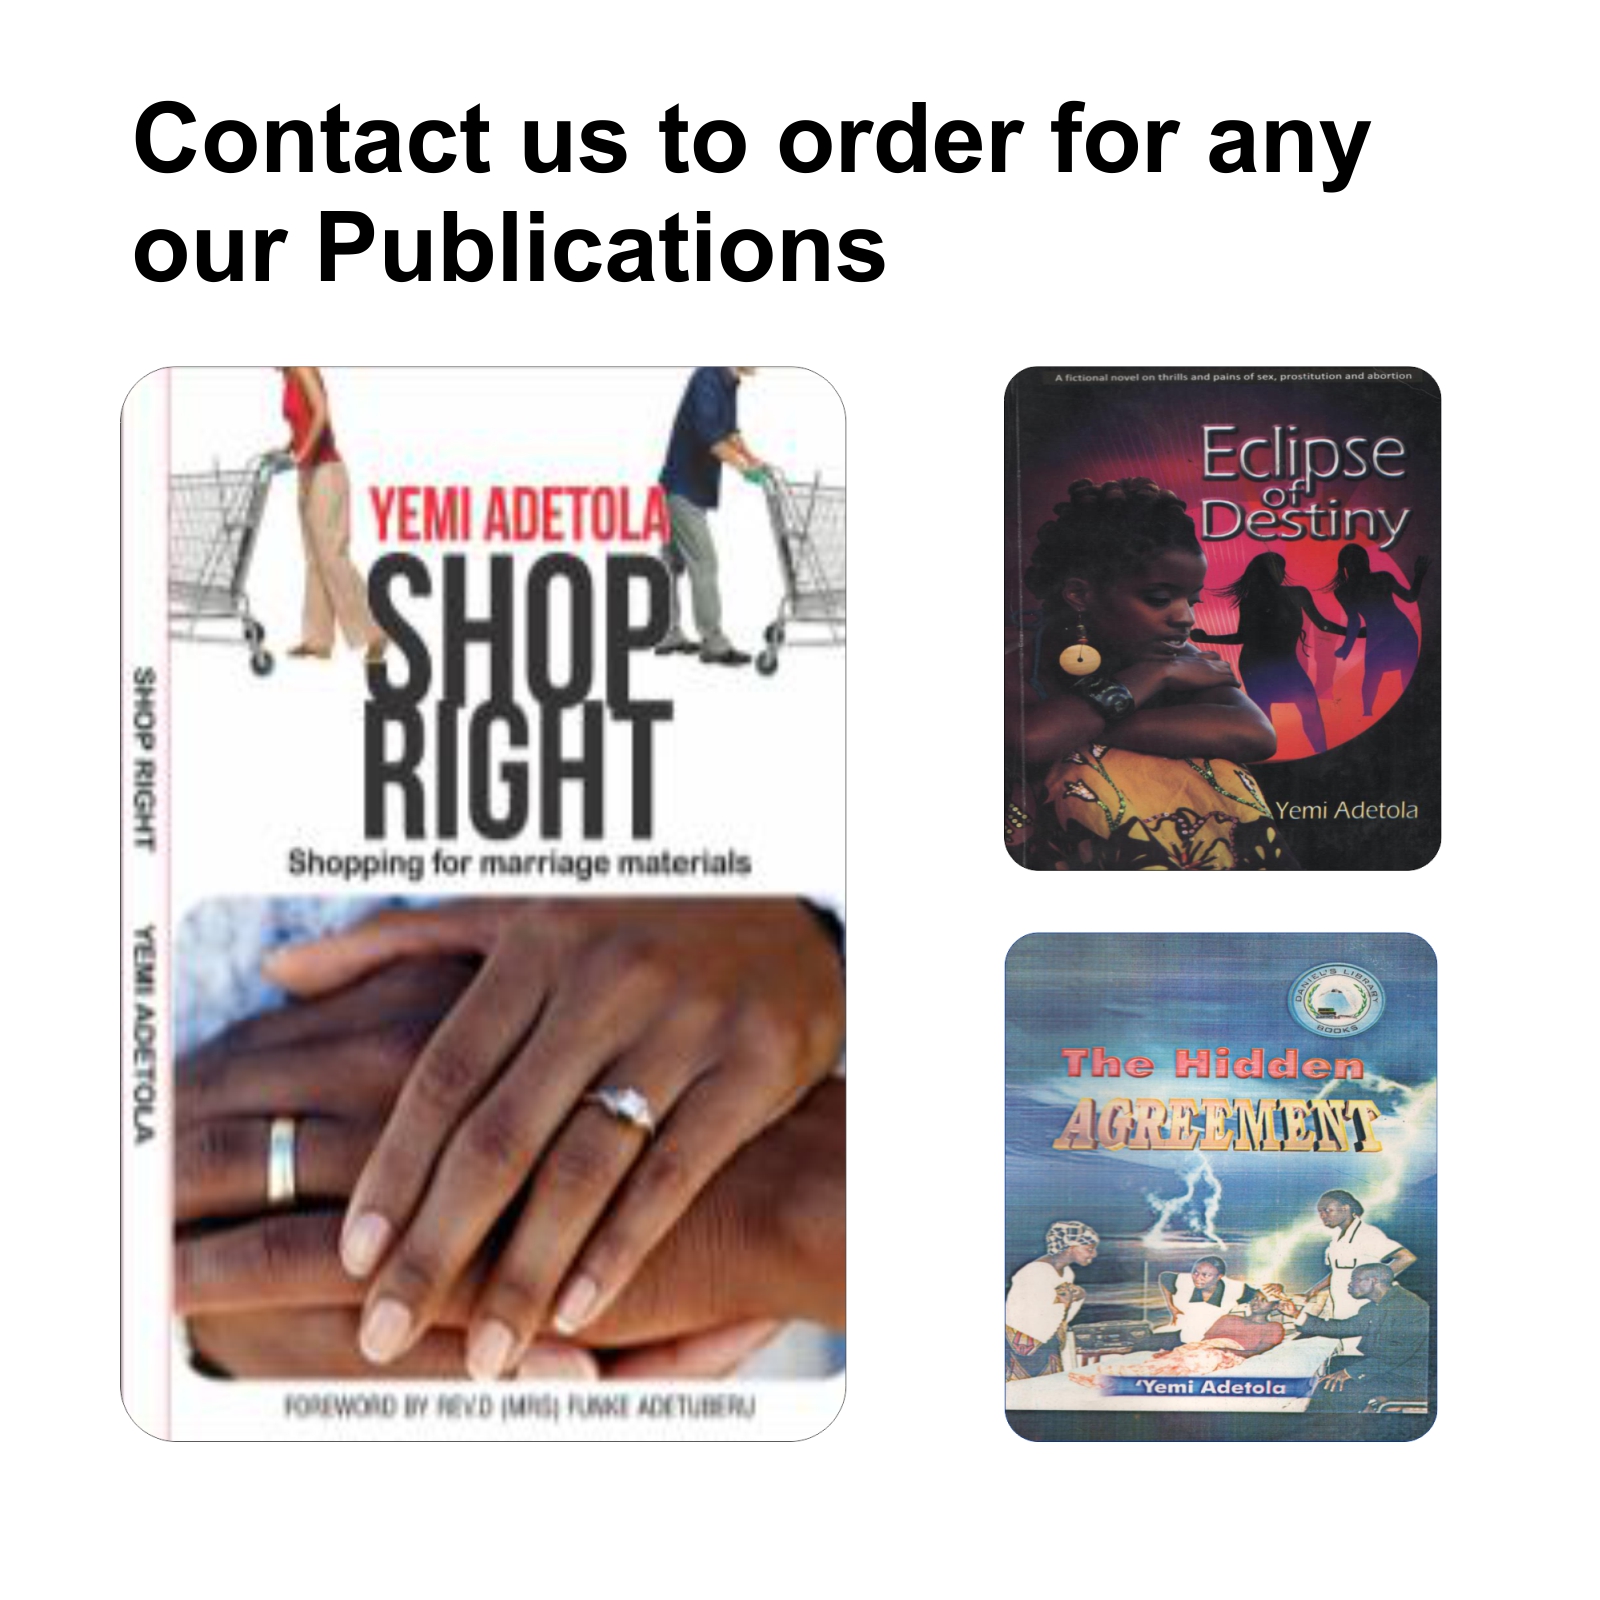 Contact us to order for any
our Publications
SHOP RIGHT YEMI ADETOLA
YEMI ADETOLA
SHOP
RIGHT
Shopping for marriage materials
FOREWORD BY REV.D (MRS) FUNKE ADETUBERU
A fictional novel on thrills and pains of sex, prostitution and abortion
Eclipse
of
Destiny
Yemi Adetola
DANIEL'S LIBRARY
BOOKS
The Hidden
AGREEMENT
'Yemi Adetola